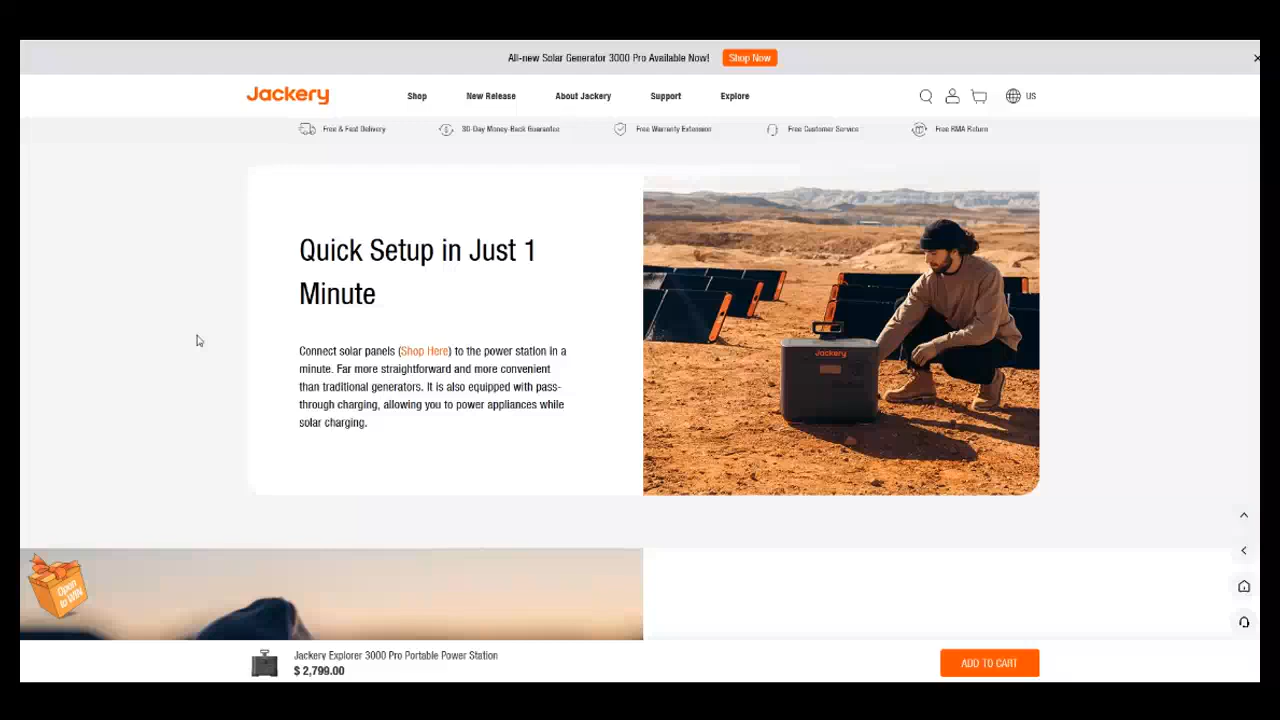 All-new Solar Generator 3000 Pro Available Now! Shop Now
Jackery Shop New Release About Jackery Support Explore US
Free & Fast Delivery 30-Day Money-Back Guarantee Free Warranty Extension Free Customer Service Free RMA Return
Quick Setup in Just 1
Minute
Connect solar panels (Shop Here) to the power station in a
minute. Far more straightforward and more convenient
than traditional generators. It is also equipped with pass-
through charging, allowing you to power appliances while
solar charging.
Jackery
Open
to WIN
Jackery Explorer 3000 Pro Portable Power Station
$ 2,799.00
ADD TO CART